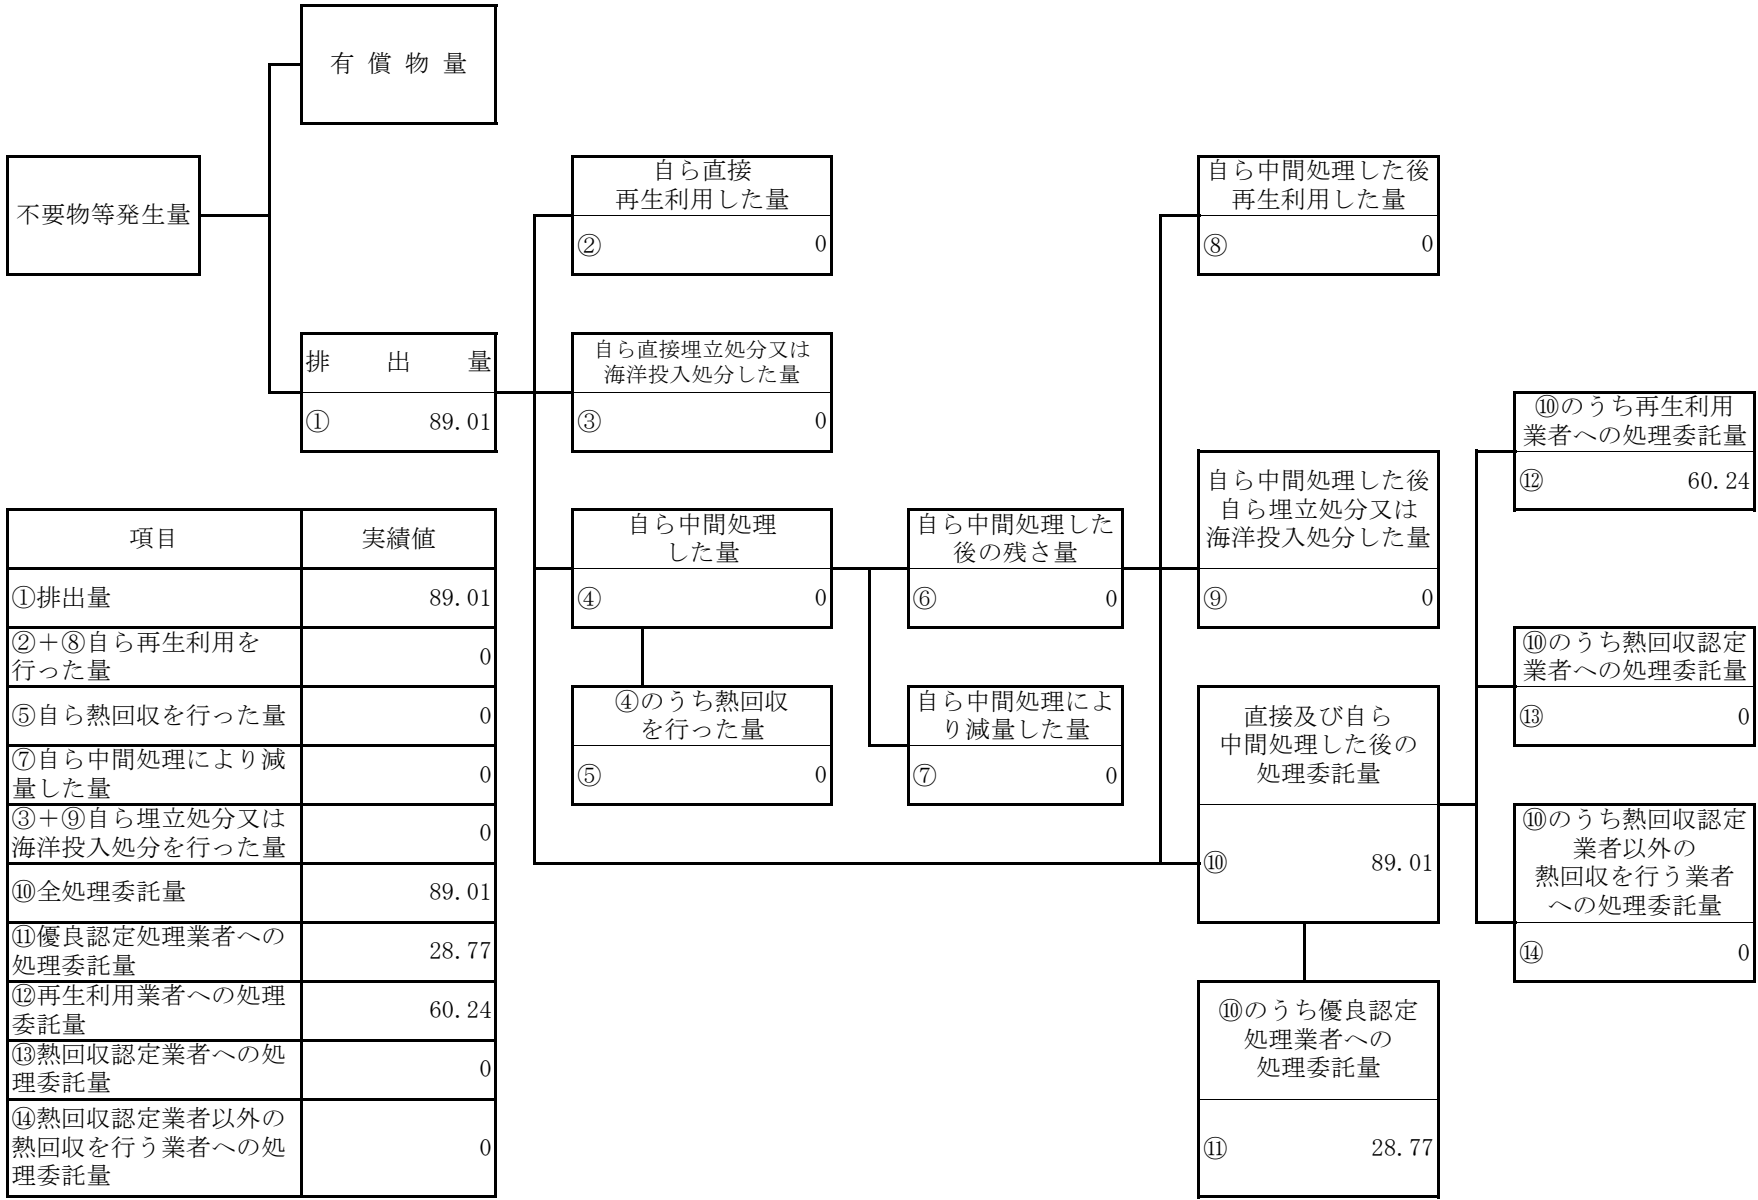 有償物量
不要物等発生量
自ら直接
再生利用した量
② 0
自ら中間処理した後
再生利用した量
⑧ 0
排出量
① 89.01
自ら直接埋立処分又は
海洋投入処分した量
③ 0
⑩のうち再生利用
業者への処理委託量
⑫ 60.24
自ら中間処理した後
自ら埋立処分又は
海洋投入処分した量
⑨ 0
自ら中間処理
した量
④ 0
自ら中間処理した
後の残さ量
⑥ 0
⑩のうち熱回収認定
業者への処理委託量
⑬ 0
④のうち熱回収
を行った量
⑤ 0
自ら中間処理によ
り減量した量
⑦ 0
直接及び自ら
中間処理した後の
処理委託量
⑩ 89.01
⑩のうち熱回収認定
業者以外の
熱回収を行う業者
への処理委託量
⑭ 0
⑩のうち優良認定
処理業者への
処理委託量
⑪ 28.77
項目 実績値
①排出量 89.01
②＋⑧自ら再生利用を
行った量 0
⑤自ら熱回収を行った量 0
⑦自ら中間処理により減
量した量 0
③＋⑨自ら埋立処分又は
海洋投入処分を行った量 0
⑩全処理委託量 89.01
⑪優良認定処理業者への
処理委託量 28.77
⑫再生利用業者への処理
委託量 60.24
⑬熱回収認定業者への処
理委託量 0
⑭熱回収認定業者以外の
熱回収を行う業者への処
理委託量 0